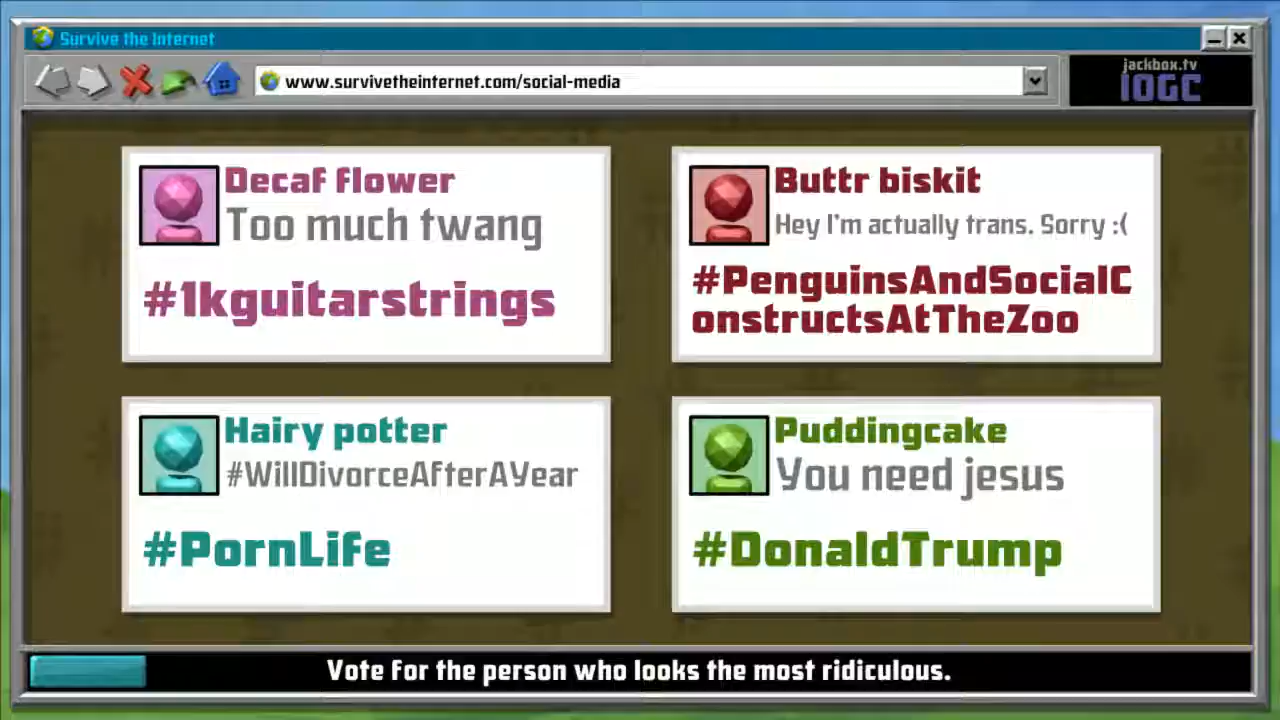 Survive the Internet
www.survivetheinternet.com/social-media
jackbox.tv
IOGC
Decaf flower
Too much twang
#1kguitarstrings
Buttr biskit
Hey I'm actually trans. Sorry :(
#PenguinsAndSocialC
onstructsAtTheZoo
Hairy potter
#WillDivorceAfterAYear
#PornLife
Puddingcake
You need jesus
#DonaldTrump
Vote for the person who looks the most ridiculous.